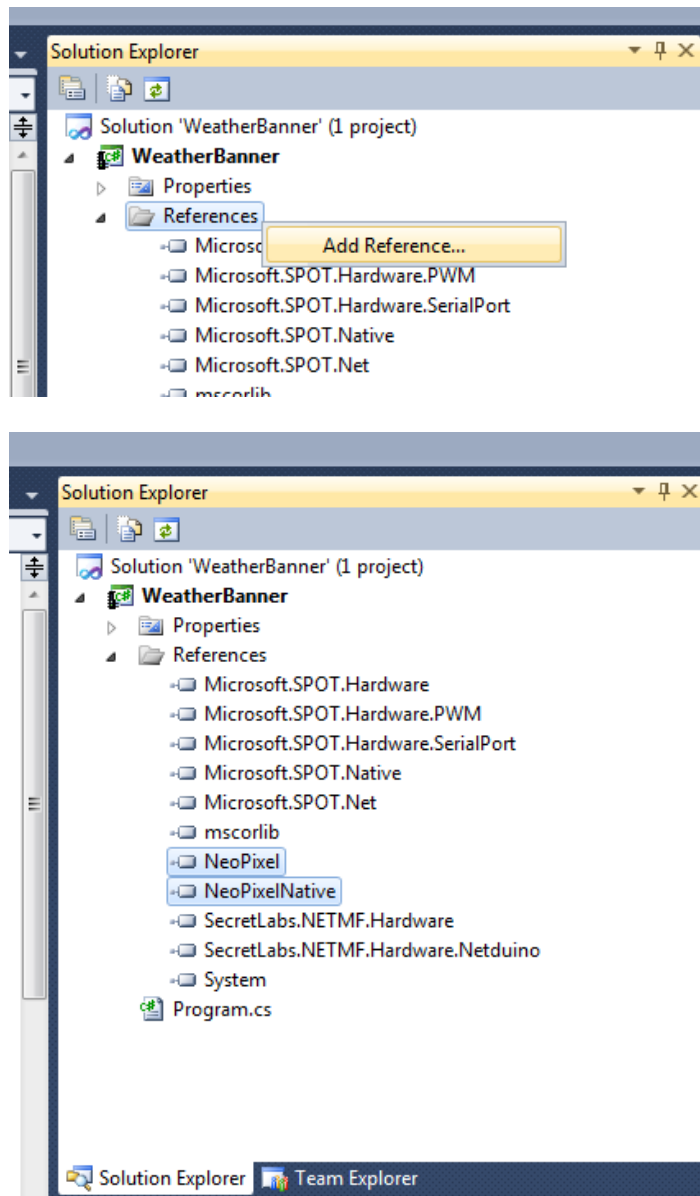 Solution Explorer
Solution 'WeatherBanner' (1 project)
WeatherBanner
Properties
References
Microsc
Add Reference...
Microsoft.SPOT.Hardware.PWM
Microsoft.SPOT.Hardware.SerialPort
Microsoft.SPOT.Native
Microsoft.SPOT.Net
mscorlib
Solution Explorer
Solution 'WeatherBanner' (1 project)
WeatherBanner
Properties
References
Microsoft.SPOT.Hardware
Microsoft.SPOT.Hardware.PWM
Microsoft.SPOT.Hardware.SerialPort
Microsoft.SPOT.Native
Microsoft.SPOT.Net
mscorlib
NeoPixel
NeoPixelNative
SecretLabs.NETMF.Hardware
SecretLabs.NETMF.Hardware.Netduino
System
Program.cs
Solution Explorer Team Explorer